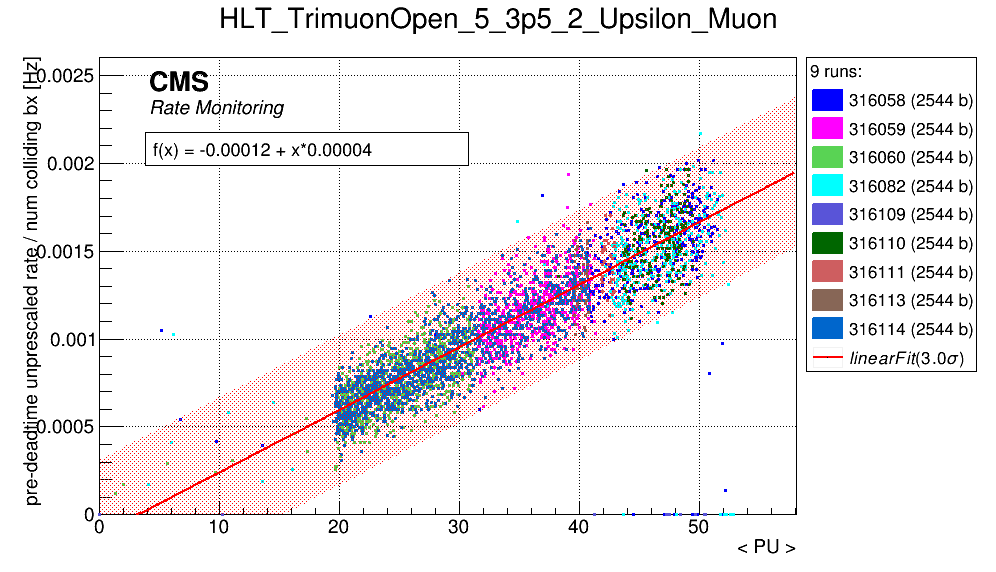 HLT_TrimuonOpen_5_3p5_2_Upsilon_Muon
pre-deadtime unprescaled rate / num colliding bx [Hz]
0.0025
0.002
0.0015
0.001
0.0005
0
CMS
Rate Monitoring
f(x) = -0.00012 + x*0.00004
0 10 20 30 40 50
< PU >
9 runs:
316058 (2544 b)
316059 (2544 b)
316060 (2544 b)
316082 (2544 b)
316109 (2544 b)
316110 (2544 b)
316111 (2544 b)
316113 (2544 b)
316114 (2544 b)
linearFit(3.0σ)